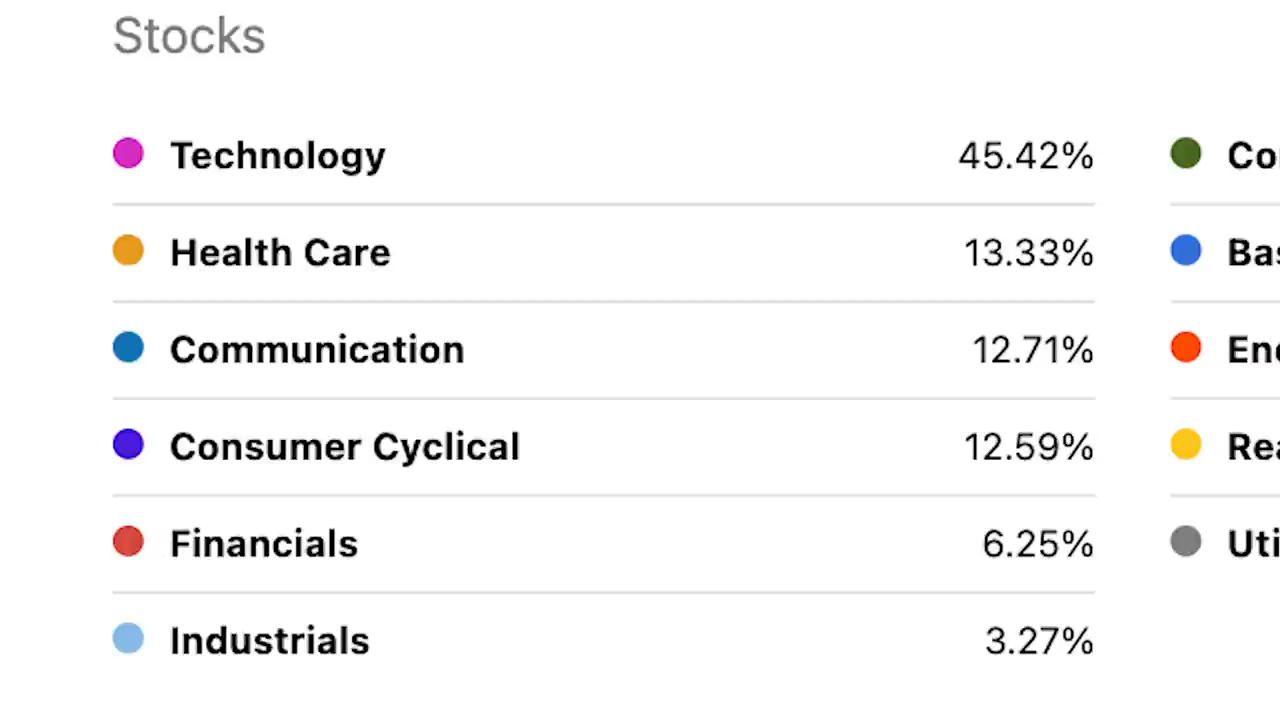 Stocks
Technology 45.42%
Health Care 13.33%
Communication 12.71%
Consumer Cyclical 12.59%
Financials 6.25%
Industrials 3.27%